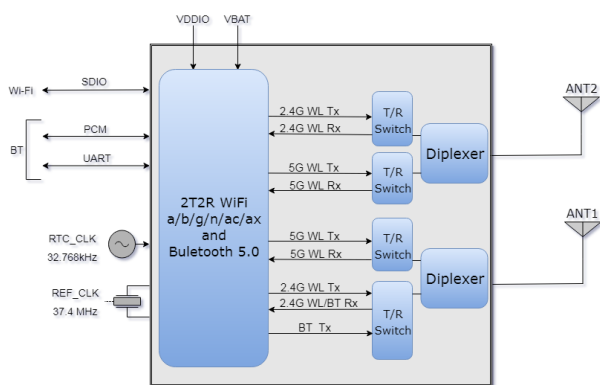 VDDIO
VBAT
Wi-Fi
SDIO
BT
PCM
UART
RTC_CLK
32.768kHz
REF_CLK
37.4 MHz
2T2R WiFi
a/b/g/n/ac/ax
and
Buletooth 5.0
2.4G WL Tx
2.4G WL Rx
5G WL Tx
5G WL Rx
5G WL Tx
5G WL Rx
2.4G WL Tx
2.4G WL/BT Rx
BT Tx
T/R
Switch
T/R
Switch
T/R
Switch
T/R
Switch
Diplexer
Diplexer
ANT2
ANT1